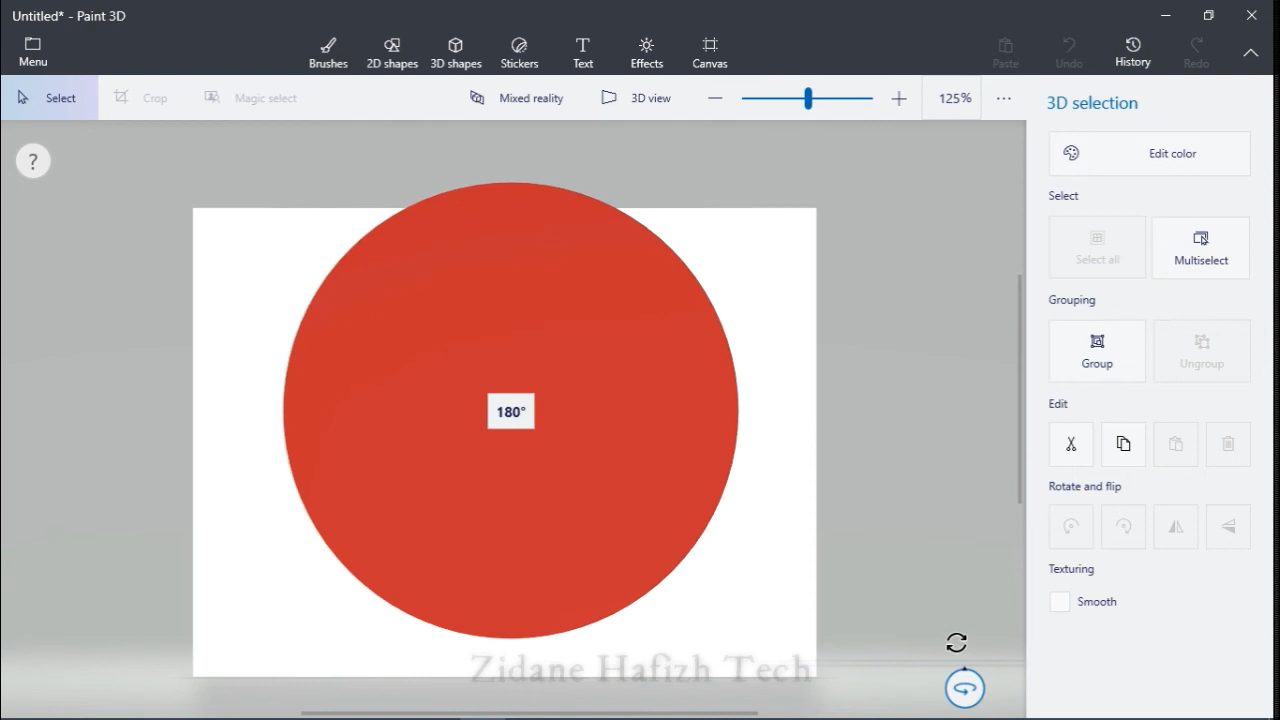 Untitled* - Paint 3D
Menu
Brushes
2D shapes
3D shapes
Stickers
Text
Effects
Canvas
Paste
Undo
History
Redo
Select
Crop
Magic select
Mixed reality
3D view
125%
3D selection
?
Edit color
Select
Select all
Multiselect
Grouping
Group
Ungroup
180°
Edit
Rotate and flip
Texturing
Smooth
Zidane Hafizh Tech